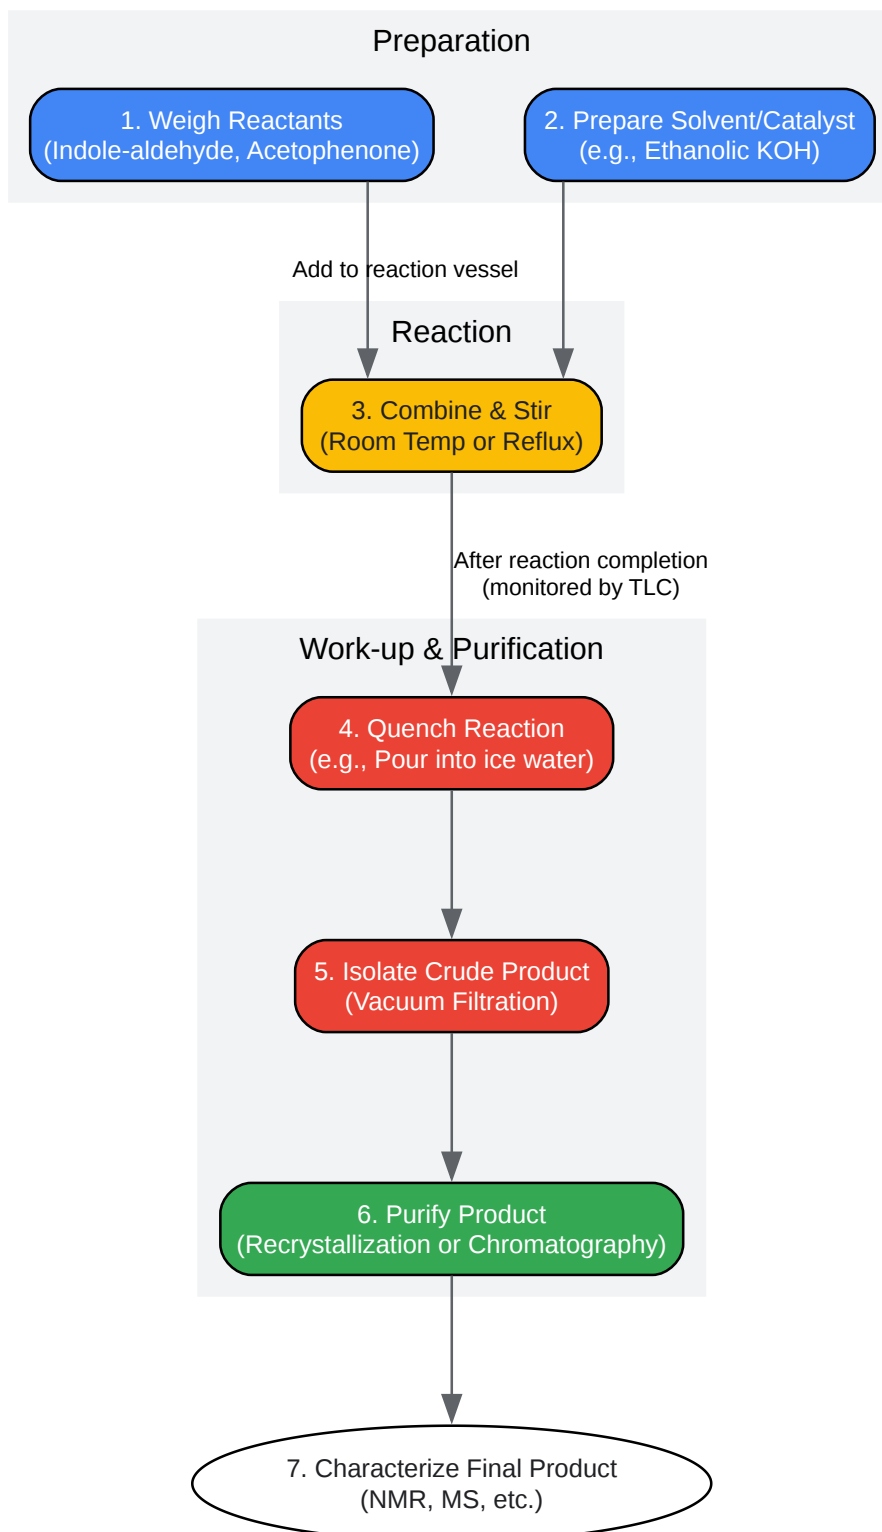 Preparation
1. Weigh Reactants
(Indole-aldehyde, Acetophenone)
2. Prepare Solvent/Catalyst
(e.g., Ethanolic KOH)
Add to reaction vessel
Reaction
3. Combine & Stir
(Room Temp or Reflux)
After reaction completion
(monitored by TLC)
Work-up & Purification
4. Quench Reaction
(e.g., Pour into ice water)
5. Isolate Crude Product
(Vacuum Filtration)
6. Purify Product
(Recrystallization or Chromatography)
7. Characterize Final Product
(NMR, MS, etc.)